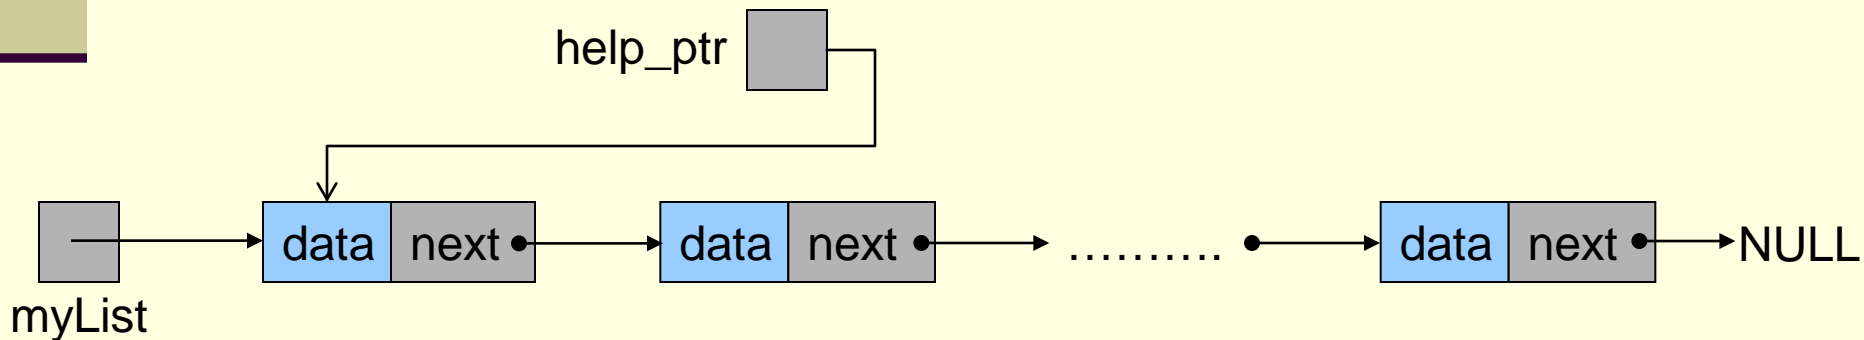 help_ptr
data next data next ………. data next NULL
myList